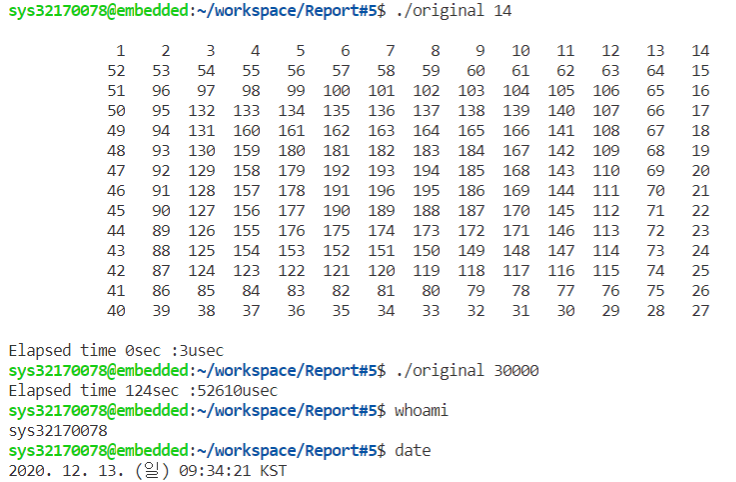 sys32170078@embedded:~/workspace/Report#5$ ./original 14
1 2 3 4 5 6 7 8 9 10 11 12 13 14
52 53 54 55 56 57 58 59 60 61 62 63 64 15
51 96 97 98 99 100 101 102 103 104 105 106 65 16
50 95 132 133 134 135 136 137 138 139 140 107 66 17
49 94 131 160 161 162 163 164 165 166 141 108 67 18
48 93 130 159 180 181 182 183 184 167 142 109 68 19
47 92 129 158 179 192 193 194 185 168 143 110 69 20
46 91 128 157 178 191 196 195 186 169 144 111 70 21
45 90 127 156 177 190 189 188 187 170 145 112 71 22
44 89 126 155 176 175 174 173 172 171 146 113 72 23
43 88 125 154 153 152 151 150 149 148 147 114 73 24
42 87 124 123 122 121 120 119 118 117 116 115 74 25
41 86 85 84 83 82 81 80 79 78 77 76 75 26
40 39 38 37 36 35 34 33 32 31 30 29 28 27
Elapsed time 0sec :3usec
sys32170078@embedded:~/workspace/Report#5$ ./original 30000
Elapsed time 124sec :52610usec
sys32170078@embedded:~/workspace/Report#5$ whoami
sys32170078
sys32170078@embedded:~/workspace/Report#5$ date
2020. 12. 13. (일) 09:34:21 KST